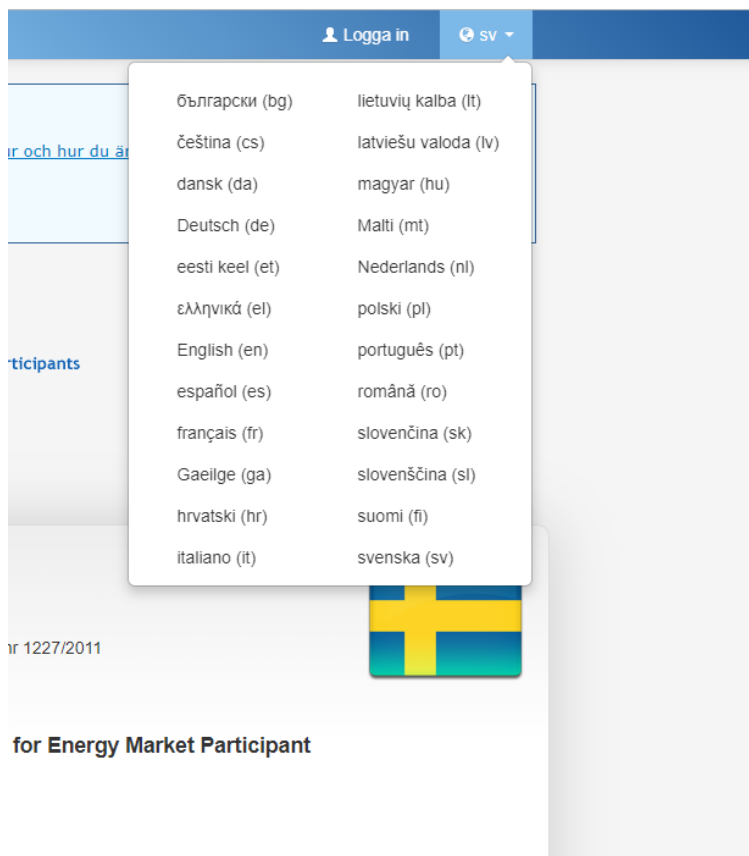 Logga in
sv
български (bg)
čeština (cs)
dansk (da)
Deutsch (de)
eesti keel (et)
ελληνικά (el)
English (en)
español (es)
français (fr)
Gaeilge (ga)
hrvatski (hr)
italiano (it)
lietuvių kalba (lt)
latviešu valoda (lv)
magyar (hu)
Malti (mt)
Nederlands (nl)
polski (pl)
português (pt)
română (ro)
slovenčina (sk)
slovenščina (sl)
suomi (fi)
svenska (sv)
och hur du
nr 1227/2011
for Energy Market Participant